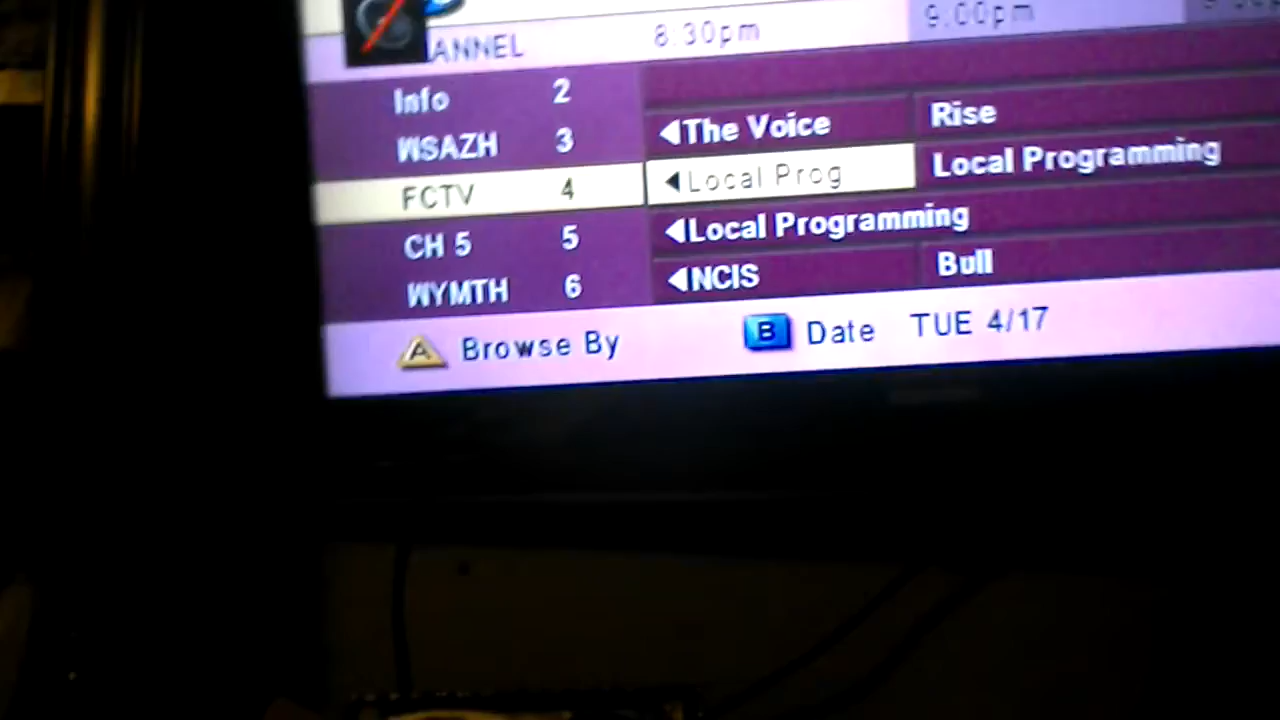 ANNEL 8:30pm 9:00pm
Info 2
WSAZH 3 The Voice Rise
FCTV 4 Local Prog Local Programming
CH 5 5 Local Programming
WYMTH 6 NCIS Bull
A Browse By B Date TUE 4/17